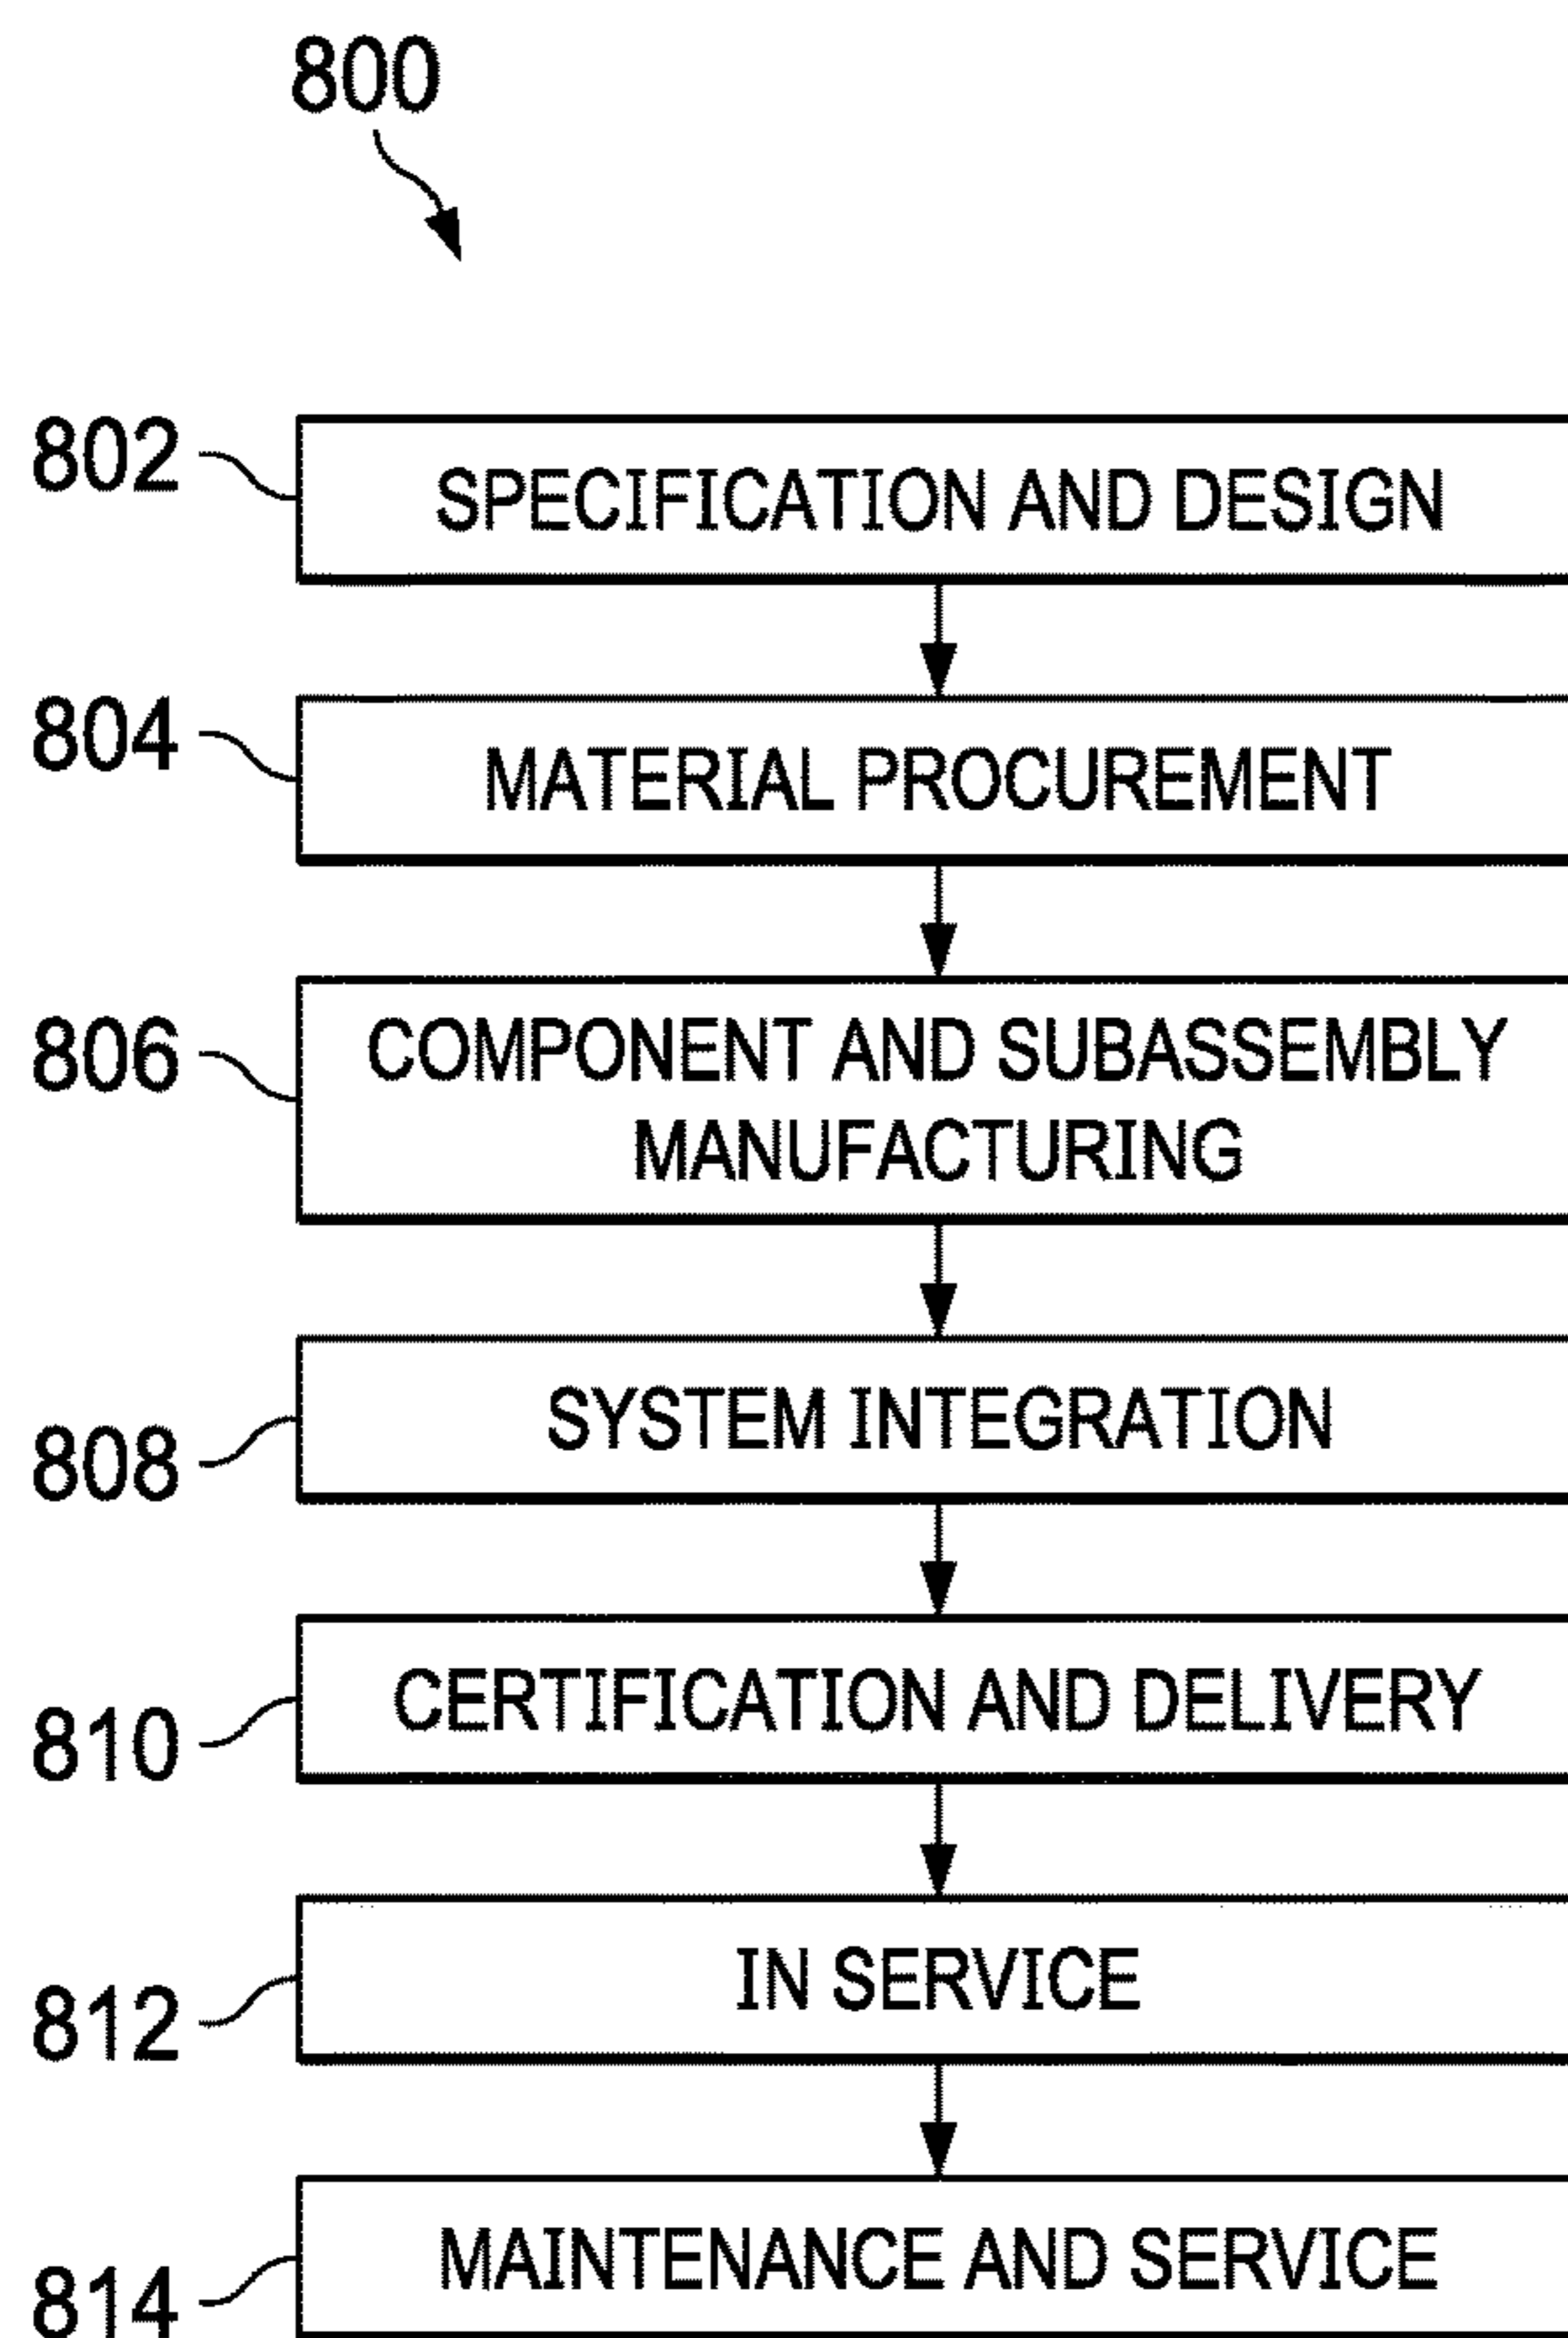 800
802 SPECIFICATION AND DESIGN
804 MATERIAL PROCUREMENT
806 COMPONENT AND SUBASSEMBLY
MANUFACTURING
808 SYSTEM INTEGRATION
810 CERTIFICATION AND DELIVERY
812 IN SERVICE
814 MAINTENANCE AND SERVICE